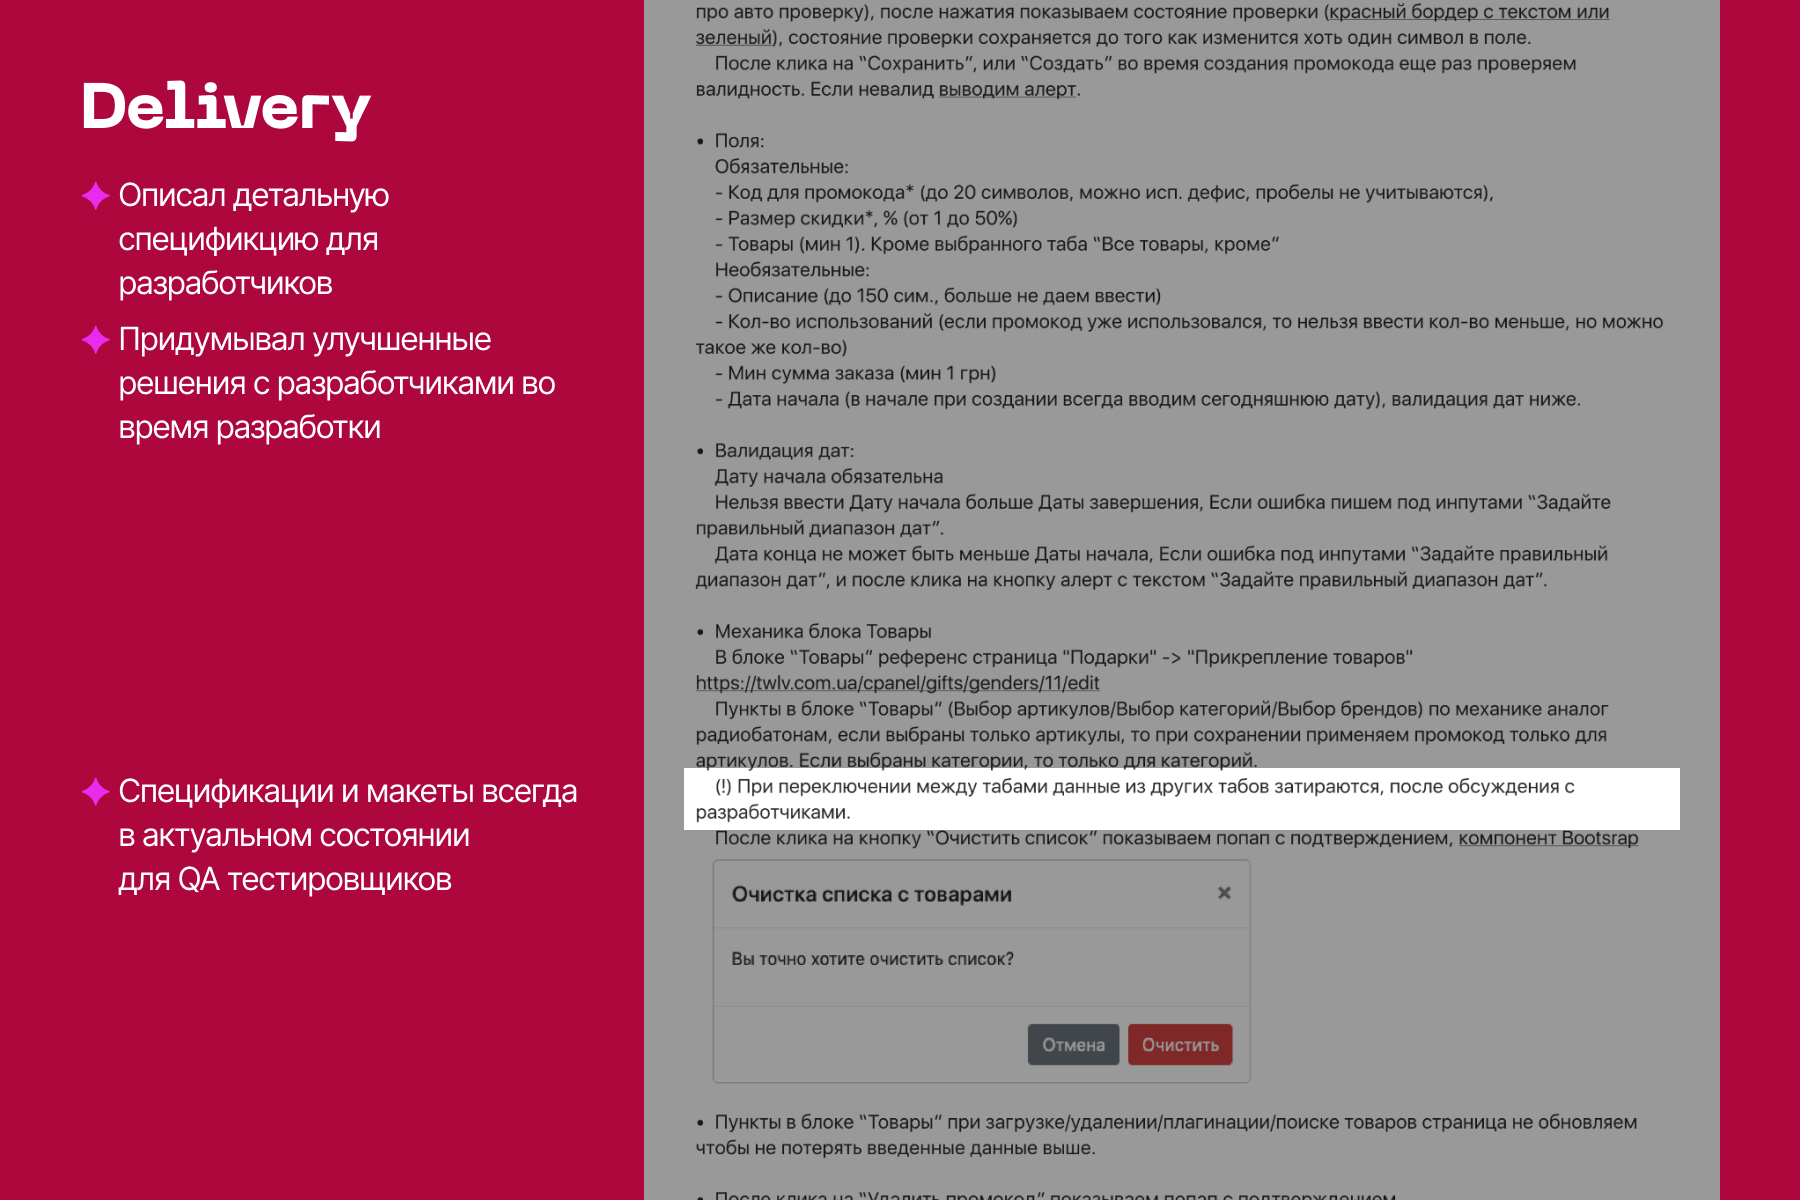 Delivery
Описал детальную
спецификцию для
разработчиков
Придумывал улучшенные
решения с разработчиками во
время разработки
Спецификации и макеты всегда
в актуальном состоянии
для QA тестировщиков
про авто проверку), после нажатия показываем состояние проверки (красный бордер с текстом или
зеленый), состояние проверки сохраняется до того как изменится хоть один символ в поле.
После клика на “Сохранить”, или “Создать” во время создания промокода еще раз проверяем
валидность. Если невалид выводим алерт.
• Поля:
Обязательные:
- Код для промокода* (до 20 символов, можно исп. дефис, пробелы не учитываются),
- Размер скидки*, % (от 1 до 50%)
- Товары (мин 1). Кроме выбранного таба “Все товары, кроме”
Необязательные:
- Описание (до 150 сим., больше не даем ввести)
- Кол-во использований (если промокод уже использовался, то нельзя ввести кол-во меньше, но можно
такое же кол-во)
- Мин сумма заказа (мин 1 грн)
- Дата начала (в начале при создании всегда вводим сегодняшнюю дату), валидация дат ниже.
• Валидация дат:
Дату начала обязательна
Нельзя ввести Дату начала больше Даты завершения, Если ошибка пишем под инпутами “Задайте
правильный диапазон дат”.
Дата конца не может быть меньше Даты начала, Если ошибка под инпутами “Задайте правильный
диапазон дат”, и после клика на кнопку алерт с текстом “Задайте правильный диапазон дат”.
• Механика блока Товары
В блоке “Товары” референс страница "Подарки" -> "Прикрепление товаров"
https://twlv.com.ua/cpanel/gifts/genders/11/edit
Пункты в блоке “Товары” (Выбор артикулов/Выбор категорий/Выбор брендов) по механике аналог
радиобатонам, если выбраны только артикулы, то при сохранении применяем промокод только для
артикулов. Если выбраны категории, то только для категорий.
(!) При переключении между табами данные из других табов затираются, после обсуждения с
разработчиками.
После клика на кнопку “Очистить список” показываем попап с подтверждением, компонент Bootsrap
Очистка списка с товарами ×
Вы точно хотите очистить список?
Отмена Очистить
• Пункты в блоке “Товары” при загрузке/удалении/плагинации/поиске товаров страница не обновляем
чтобы не потерять введенные данные выше.
• После клика на “Удалить промокод” показываем попап с подтверждением